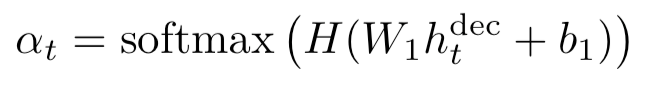 α_t = softmax (H(W_1 h_t^dec + b_1))